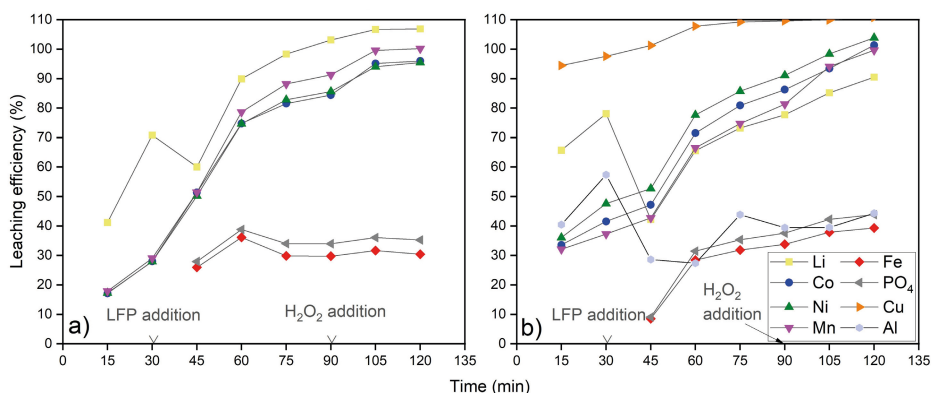 110
100
90
80
70
60
50
40
30
20
10
0
Leaching efficiency (%)
a)
LFP addition
H₂O₂ addition
0 15 30 45 60 75 90 105 120 135
110
100
90
80
70
60
50
40
30
20
10
0
b)
LFP addition
H₂O₂
addition
Li Fe
Co PO₄
Ni Cu
Mn Al
0 15 30 45 60 75 90 105 120 135
Time (min)